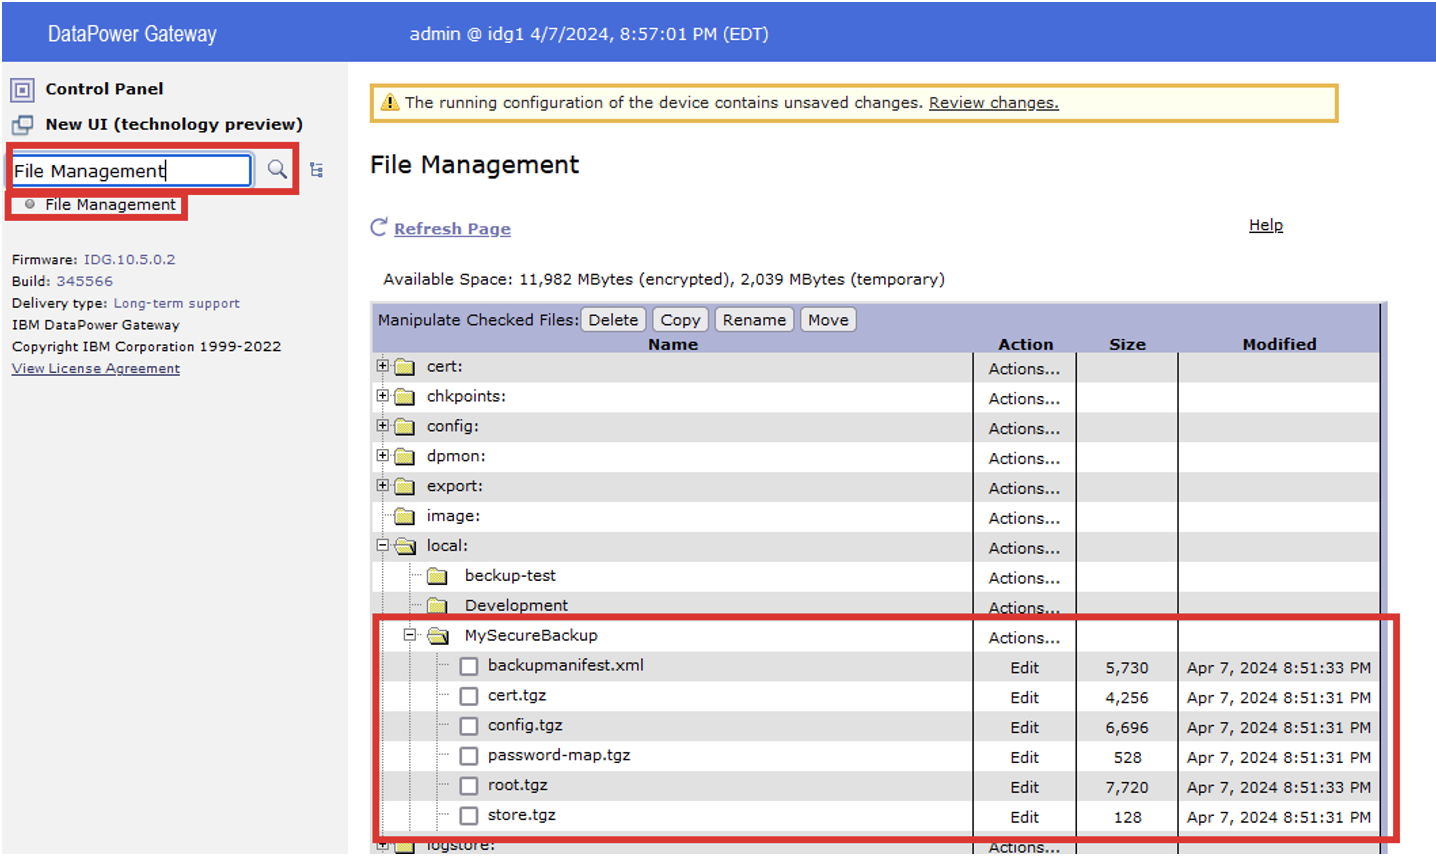 DataPower Gateway
admin @ idg1 4/7/2024, 8:57:01 PM (EDT)
Control Panel
New UI (technology preview)
File Management
File Management
Firmware: IDG.10.5.0.2
Build: 345566
Delivery type: Long-term support
IBM DataPower Gateway
Copyright IBM Corporation 1999-2022
View License Agreement
The running configuration of the device contains unsaved changes. Review changes.
File Management
Refresh Page
Help
Available Space: 11,982 MBytes (encrypted), 2,039 MBytes (temporary)
Manipulate Checked Files: Delete Copy Rename Move
Name Action Size Modified
cert: Actions...
chkpoints: Actions...
config: Actions...
dpmon: Actions...
export: Actions...
image: Actions...
local: Actions...
beckup-test Actions...
Development Actions...
MySecureBackup Actions...
backupmanifest.xml Edit 5,730 Apr 7, 2024 8:51:33 PM
cert.tgz Edit 4,256 Apr 7, 2024 8:51:31 PM
config.tgz Edit 6,696 Apr 7, 2024 8:51:31 PM
password-map.tgz Edit 528 Apr 7, 2024 8:51:31 PM
root.tgz Edit 7,720 Apr 7, 2024 8:51:33 PM
store.tgz Edit 128 Apr 7, 2024 8:51:31 PM
logstore: Actions...